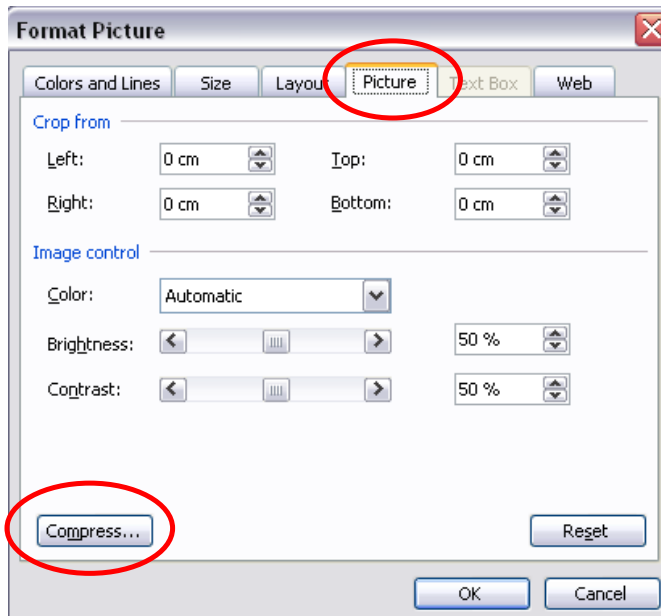 Format Picture
Colors and Lines Size Layout Picture Text Box Web
Crop from
Left: 0 cm Top: 0 cm
Right: 0 cm Bottom: 0 cm
Image control
Color: Automatic
Brightness: 50 %
Contrast: 50 %
Compress... Reset
OK Cancel